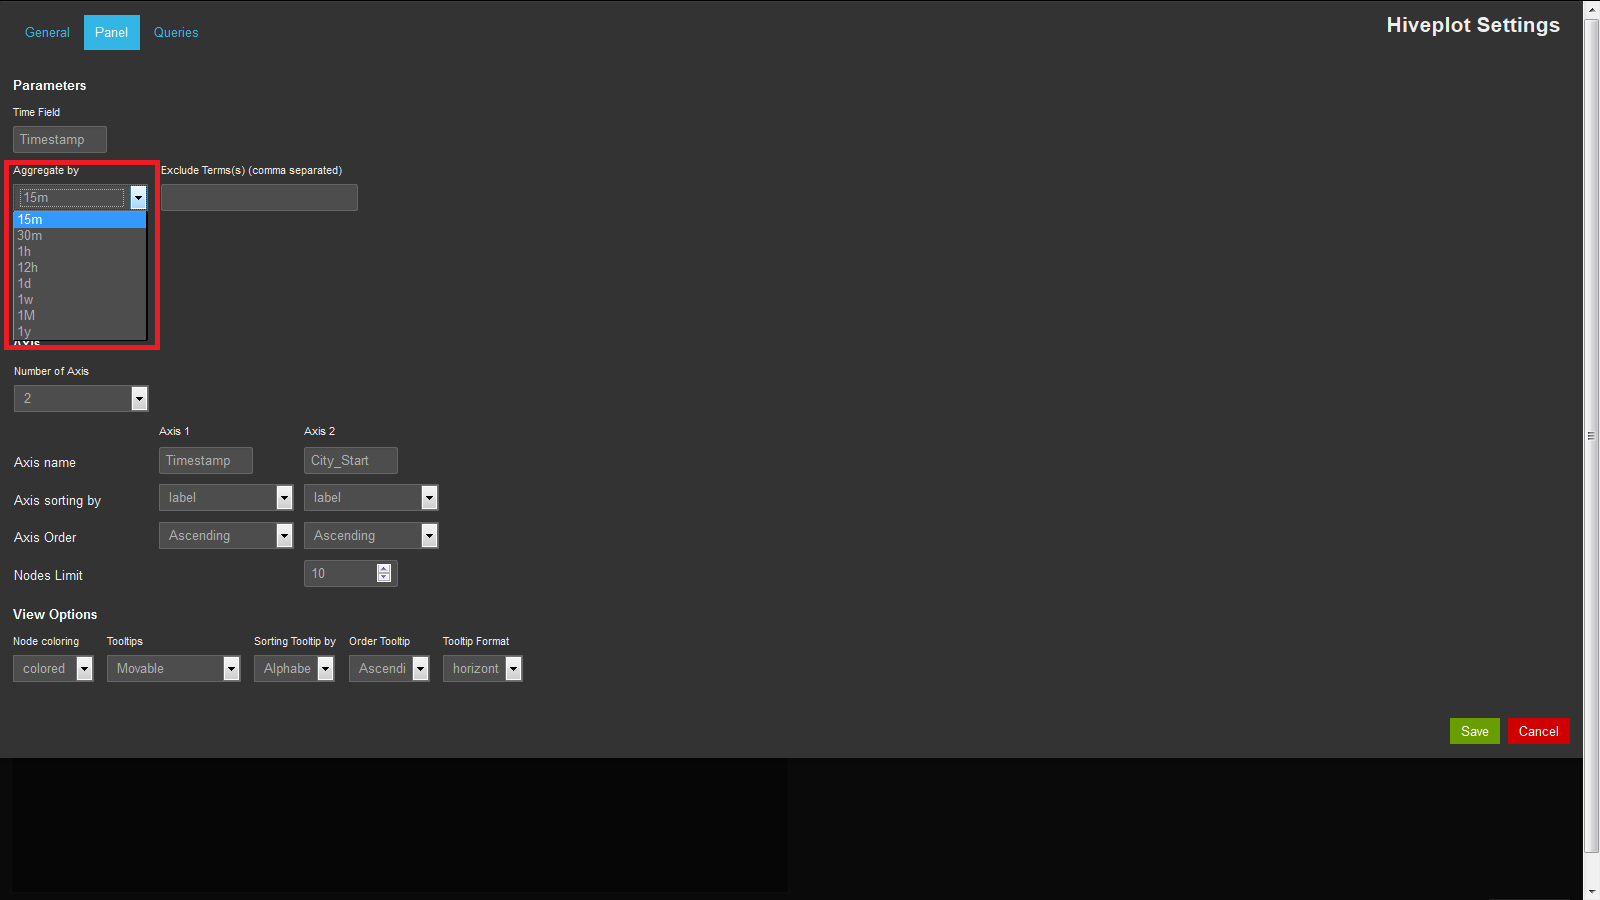 General Panel Queries
Hiveplot Settings
Parameters
Time Field
Timestamp
Aggregate by Exclude Terms(s) (comma separated)
15m
15m
30m
1h
12h
1d
1w
1M
1y
Axis
Number of Axis
2
Axis 1 Axis 2
Axis name Timestamp City_Start
Axis sorting by label label
Axis Order Ascending Ascending
Nodes Limit 10
View Options
Node coloring Tooltips Sorting Tooltip by Order Tooltip Tooltip Format
colored Movable Alphabe Ascendi horizont
Save Cancel